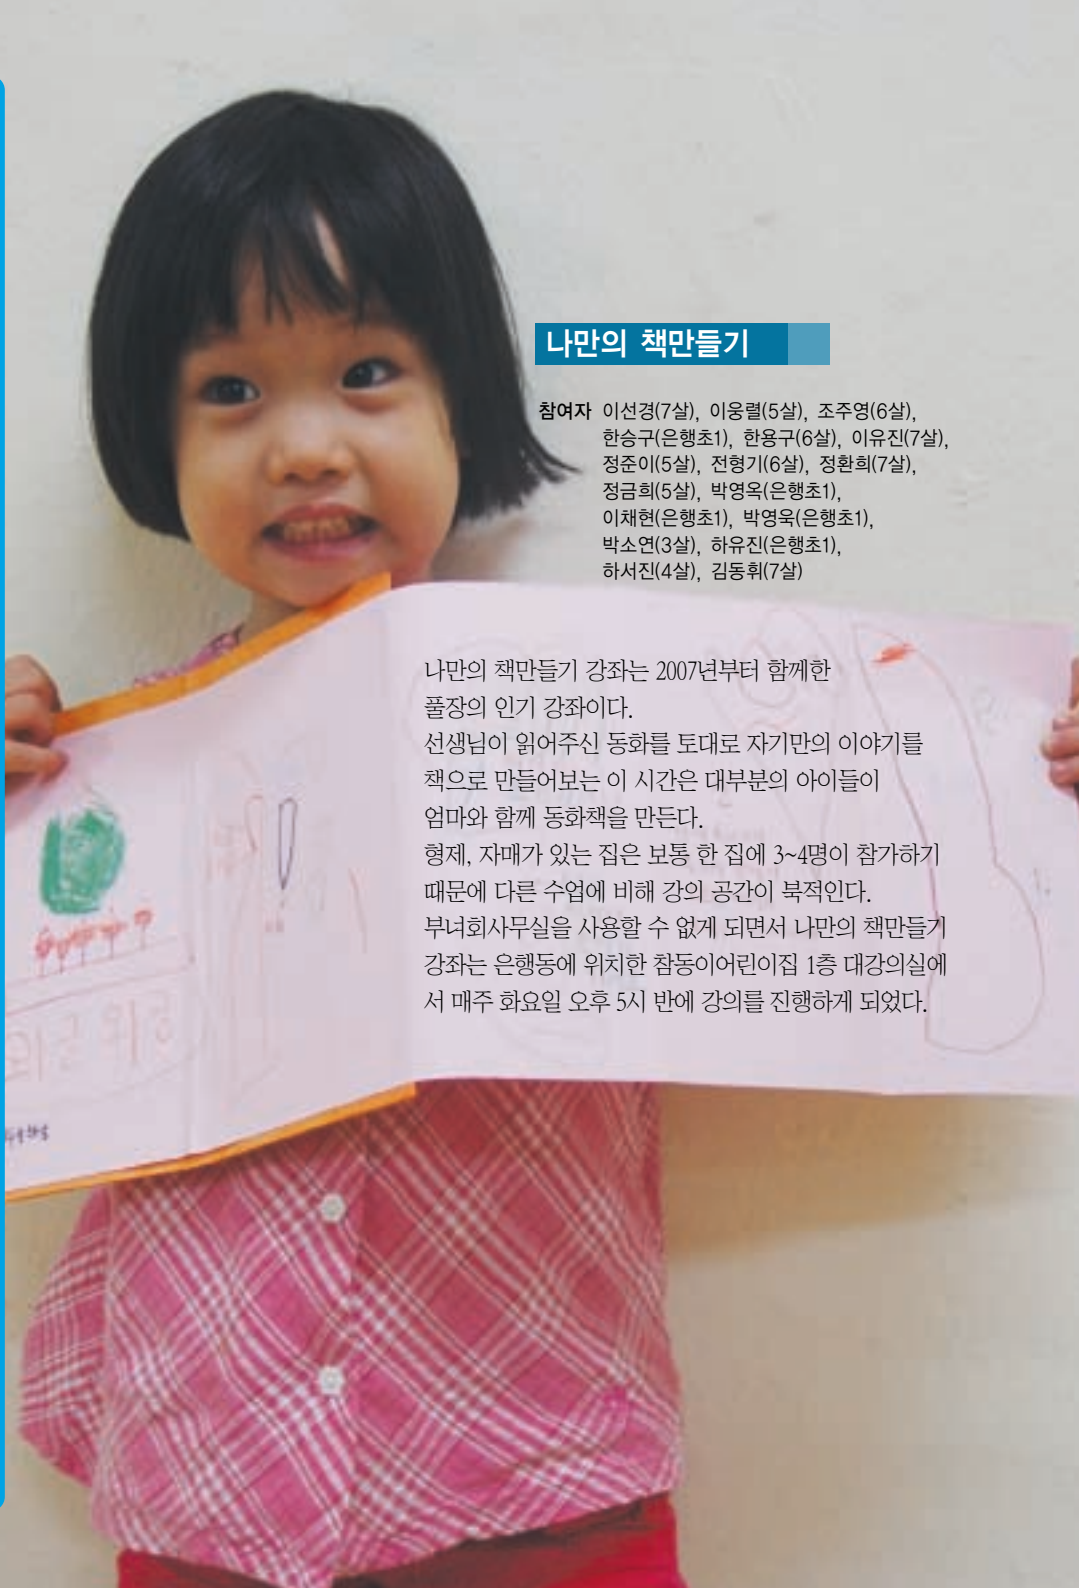 나만의 책만들기
참여자 이선경(7살), 이웅렬(5살), 조주영(6살),
한승구(은행초1), 한용구(6살), 이유진(7살),
정준이(5살), 전형기(6살), 정환희(7살),
정금희(5살), 박영옥(은행초1),
이채현(은행초1), 박영욱(은행초1),
박소연(3살), 하유진(은행초1),
하서진(4살), 김동휘(7살)
나만의 책만들기 강좌는 2007년부터 함께한
풀장의 인기 강좌이다.
선생님이 읽어주신 동화를 토대로 자기만의 이야기를
책으로 만들어보는 이 시간은 대부분의 아이들이
엄마와 함께 동화책을 만든다.
형제, 자매가 있는 집은 보통 한 집에 3~4명이 참가하기
때문에 다른 수업에 비해 강의 공간이 북적인다.
부녀회사무실을 사용할 수 없게 되면서 나만의 책만들기
강좌는 은행동에 위치한 참동이어린이집 1층 대강의실에
서 매주 화요일 오후 5시 반에 강의를 진행하게 되었다.